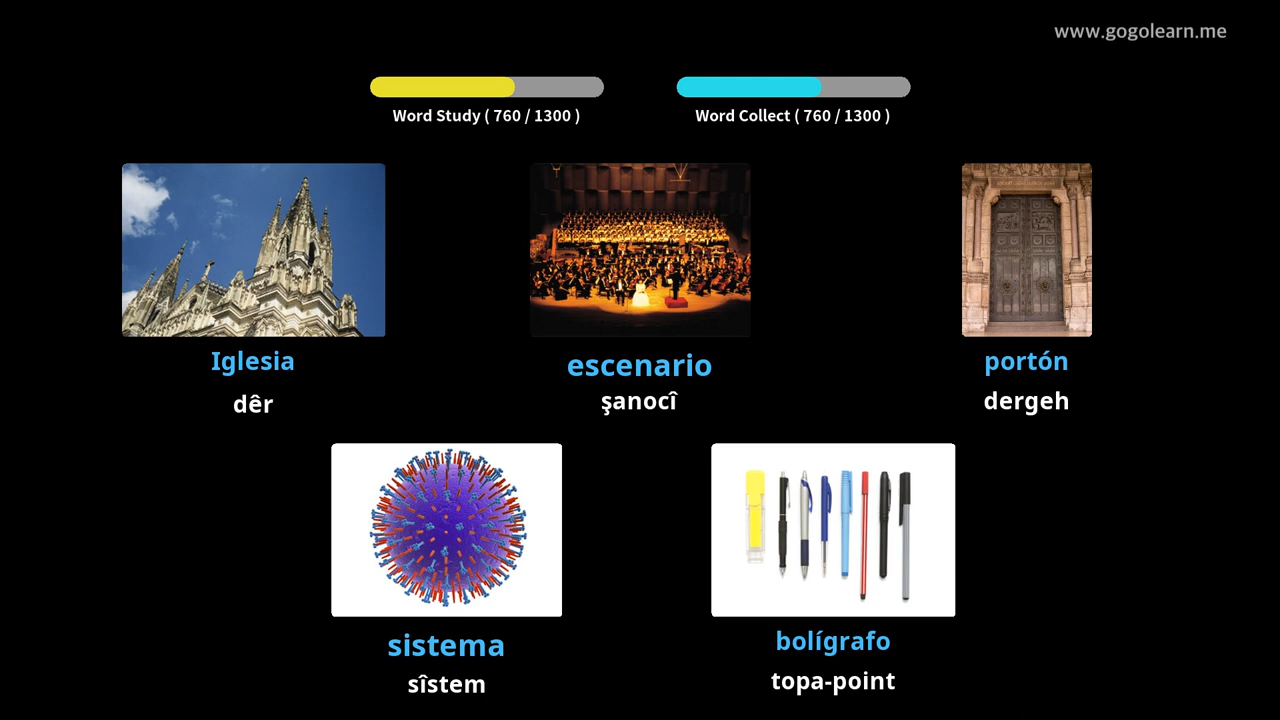 www.gogolearn.me
Word Study ( 760 / 1300 )
Word Collect ( 760 / 1300 )
Iglesia
dêr
escenario
şanocî
portón
dergeh
sistema
sîstem
bolígrafo
topa-point